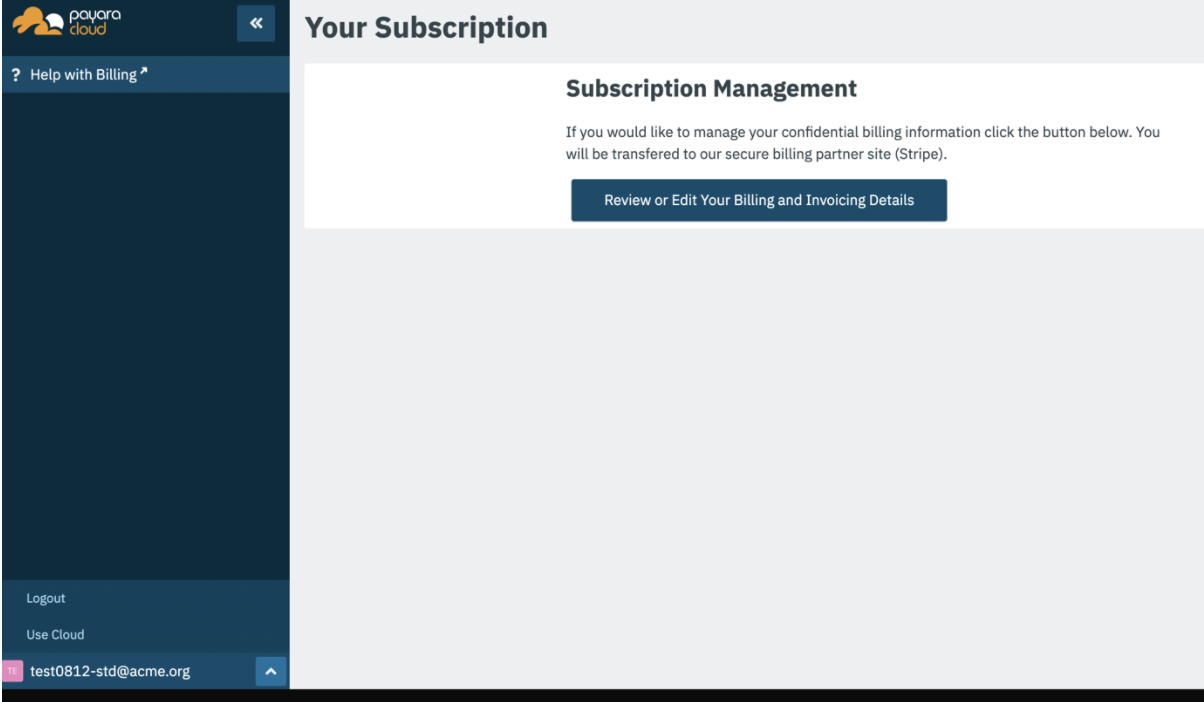 payara
cloud
«
? Help with Billing↗
Your Subscription
Subscription Management
If you would like to manage your confidential billing information click the button below. You
will be transfered to our secure billing partner site (Stripe).
Review or Edit Your Billing and Invoicing Details
Logout
Use Cloud
TE test0812-std@acme.org